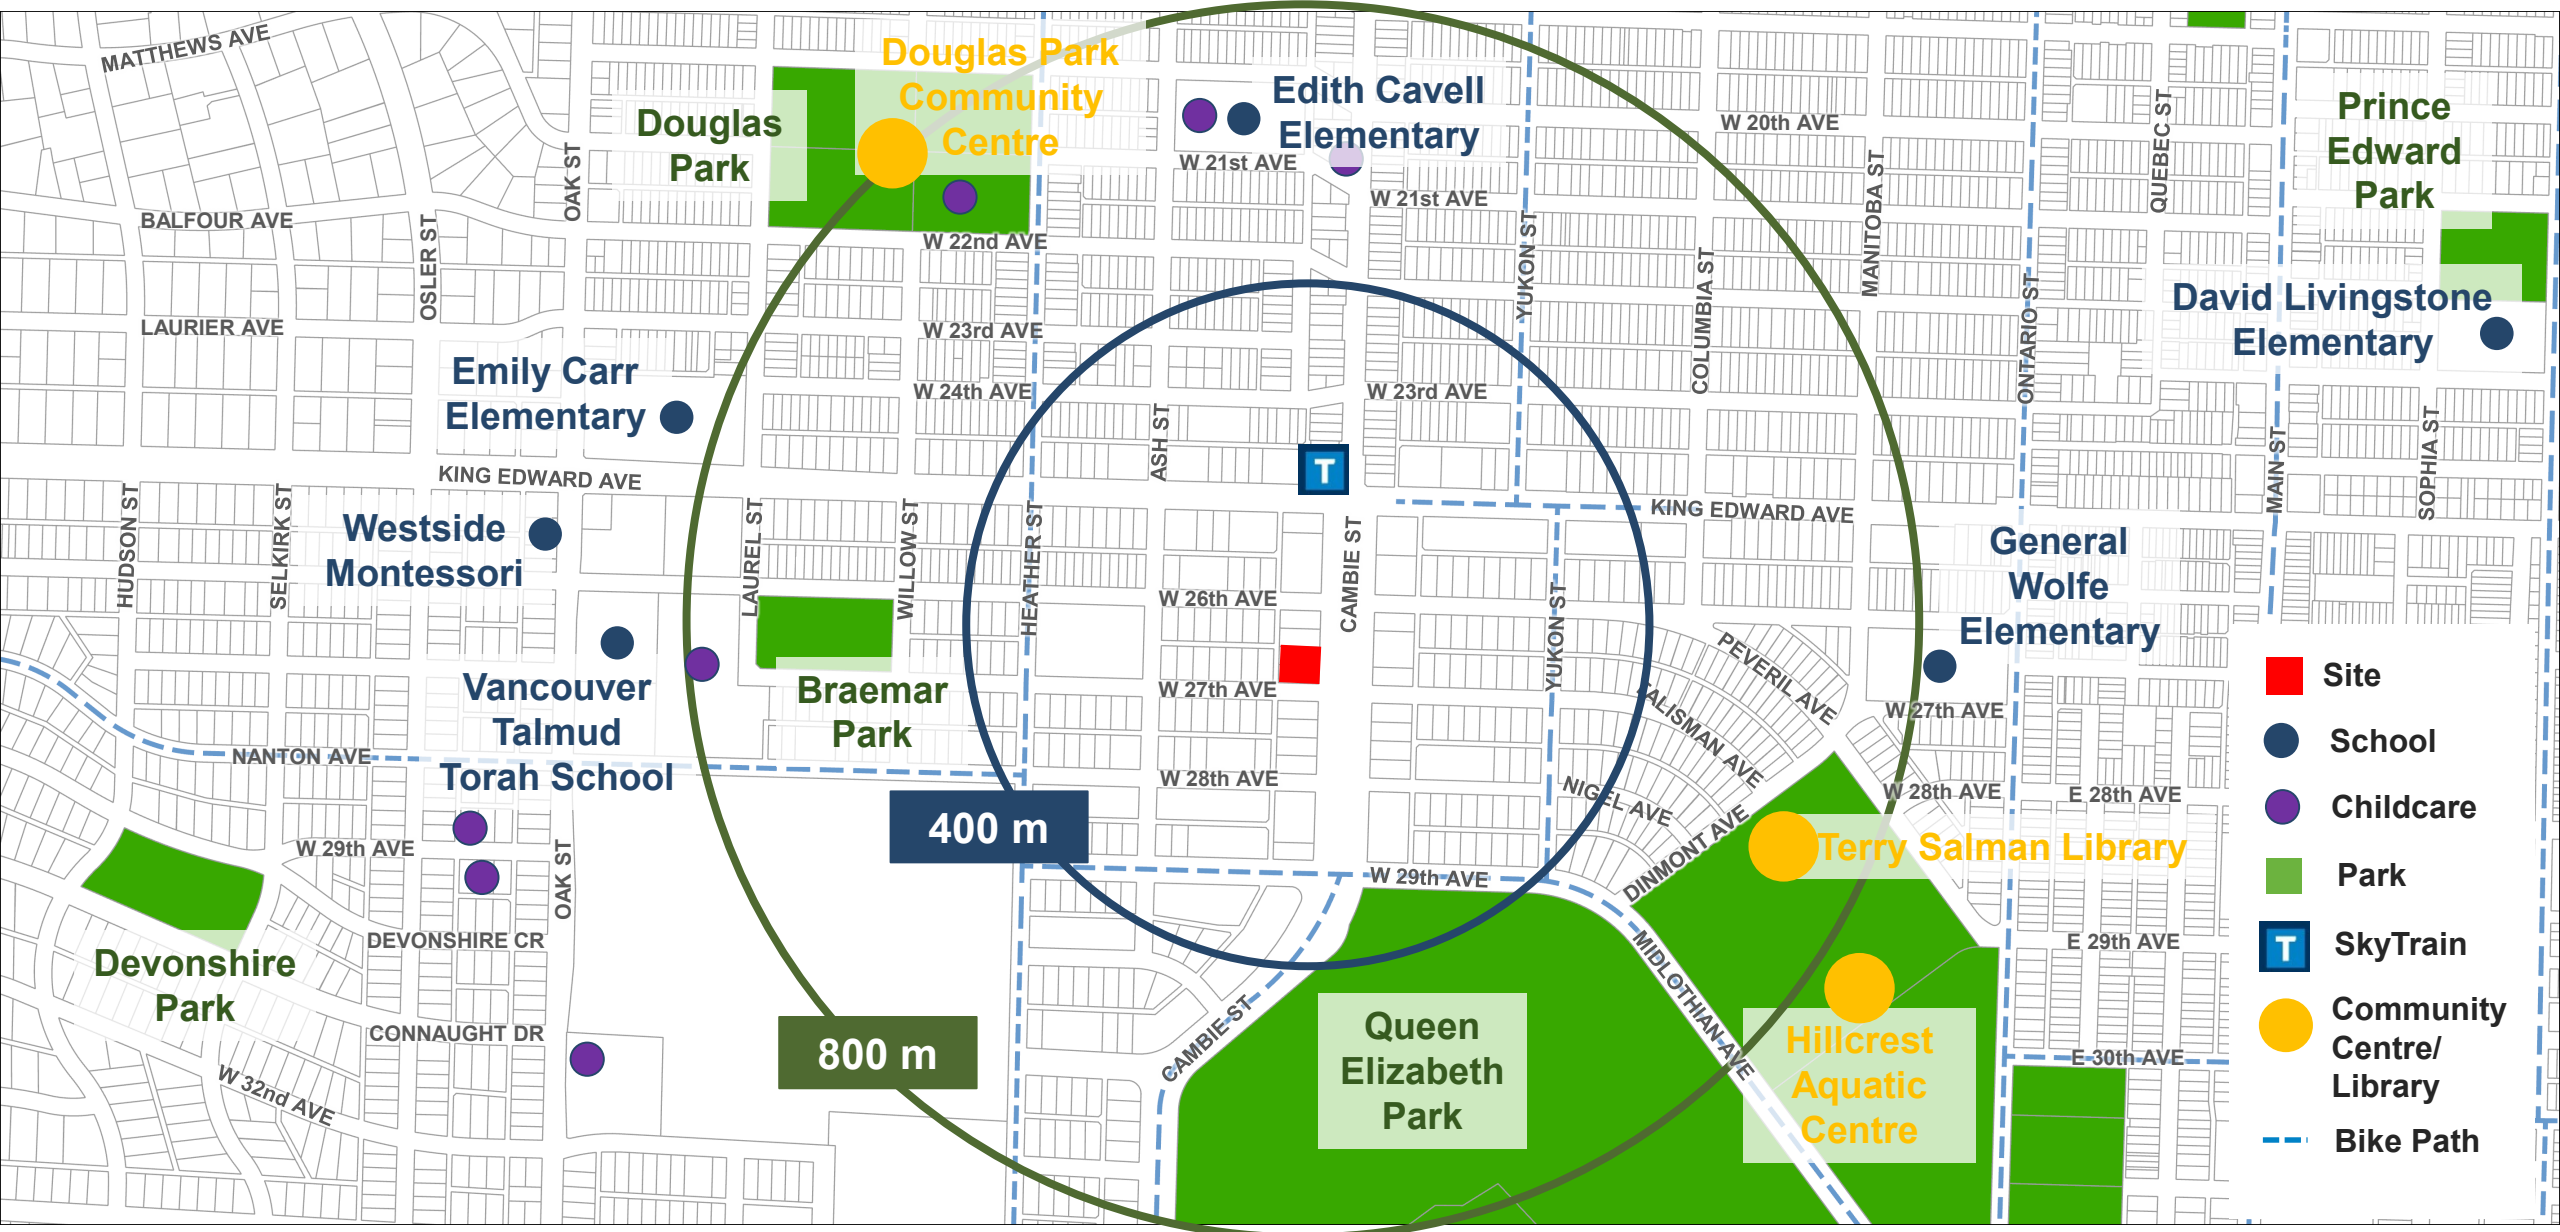 MATTHEWS AVE
Douglas Park
Community
Centre
Edith Cavell
Elementary
Douglas
Park
W 20th AVE
Prince
Edward
Park
OAK ST
W 21st AVE
W 21st AVE
MANITOBA ST
QUEBEC ST
BALFOUR AVE
OSLER ST
W 22nd AVE
YUKON ST
COLUMBIA ST
ONTARIO ST
David Livingstone
Elementary
LAURIER AVE
W 23rd AVE
Emily Carr
Elementary
W 24th AVE
W 23rd AVE
ASH ST
T
MAIN ST
SOPHIA ST
KING EDWARD AVE
KING EDWARD AVE
HUDSON ST
SELKIRK ST
Westside
Montessori
LAUREL ST
WILLOW ST
HEATHER ST
CAMBIE ST
General
Wolfe
Elementary
W 26th AVE
YUKON ST
PEVERIL AVE
Vancouver
Talmud
Torah School
Braemar
Park
W 27th AVE
TALISMAN AVE
W 27th AVE
NANTON AVE
W 28th AVE
NIGEL AVE
W 28th AVE
E 28th AVE
400 m
DINMONT AVE
Terry Salman Library
W 29th AVE
OAK ST
W 29th AVE
Devonshire
Park
DEVONSHIRE CR
MIDLOTHIAN AVE
E 29th AVE
CONNAUGHT DR
W 32nd AVE
800 m
CAMBIE ST
Queen
Elizabeth
Park
Hillcrest
Aquatic
Centre
E 30th AVE
Site
School
Childcare
Park
T
SkyTrain
Community
Centre/
Library
Bike Path